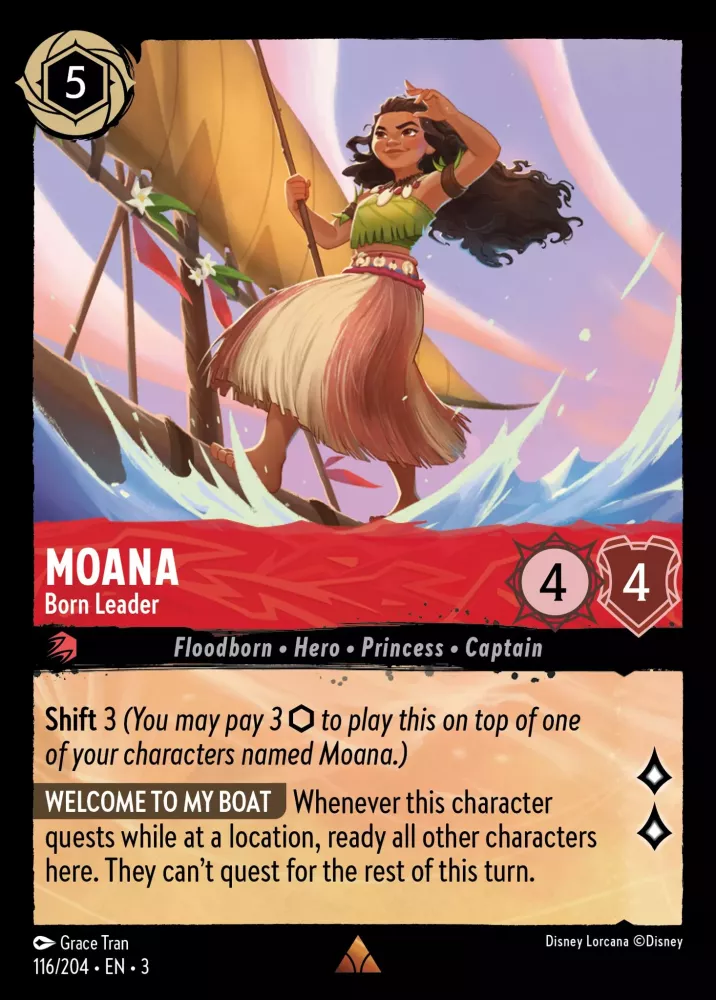 5
MOANA
Born Leader
4
4
Floodborn • Hero • Princess • Captain
Shift 3 (You may pay 3 ⬡ to play this on top of one
of your characters named Moana.)
WELCOME TO MY BOAT Whenever this character
quests while at a location, ready all other characters
here. They can’t quest for the rest of this turn.
Grace Tran
Disney Lorcana ©Disney
116/204 • EN • 3